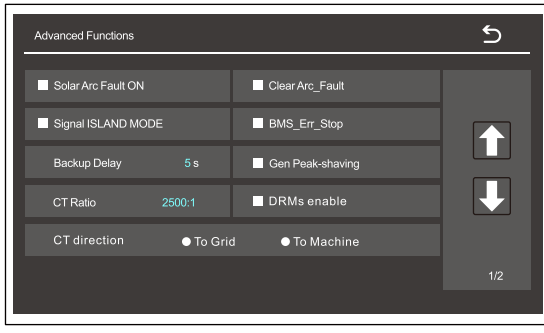 Advanced Functions
Solar Arc Fault ON
Clear Arc_Fault
Signal ISLAND MODE
BMS_Err_Stop
Backup Delay 5 s
Gen Peak-shaving
CT Ratio 2500:1
DRMs enable
CT direction To Grid To Machine
1/2